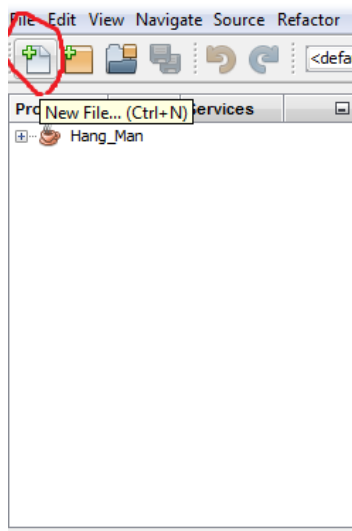 File Edit View Navigate Source Refactor
<defa
Pro Services
New File... (Ctrl+N)
Hang_Man